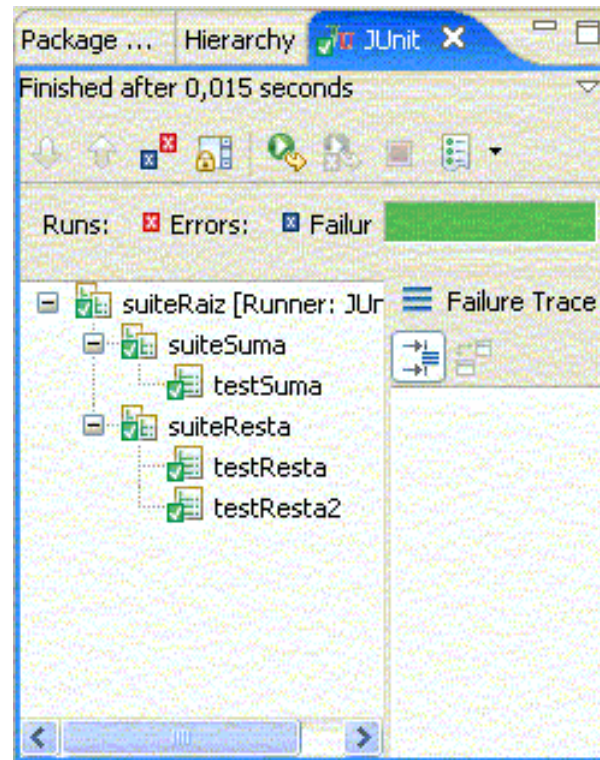 Package ... Hierarchy JUnit
Finished after 0,015 seconds
Runs: Errors: Failur
suiteRaiz [Runner: JUr
Failure Trace
suiteSuma
testSuma
suiteResta
testResta
testResta2